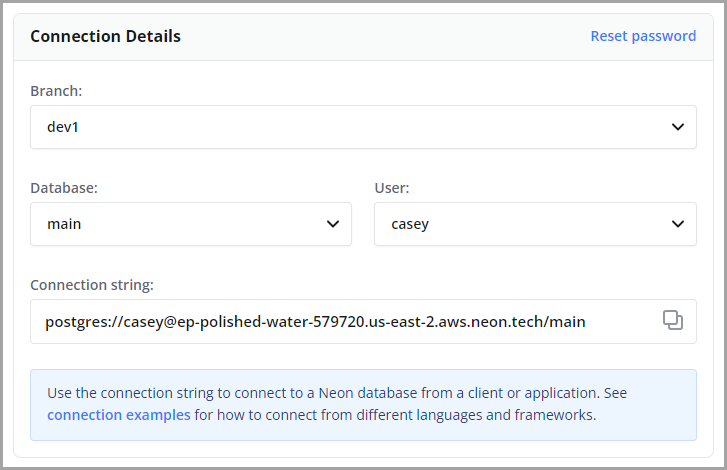 Connection Details
Reset password
Branch:
dev1
Database:
User:
main
casey
Connection string:
postgres://casey@ep-polished-water-579720.us-east-2.aws.neon.tech/main
Use the connection string to connect to a Neon database from a client or application. See
connection examples for how to connect from different languages and frameworks.